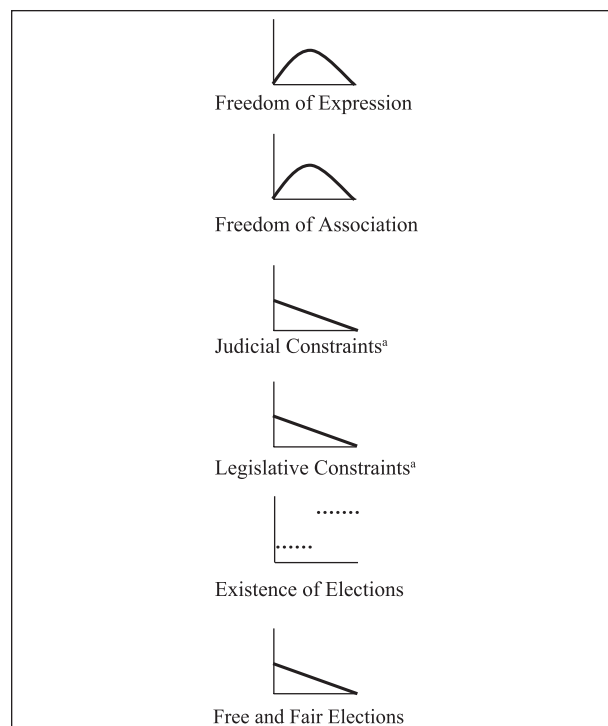 Freedom of Expression
Freedom of Association
Judicial Constraintsᵃ
Legislative Constraintsᵃ
Existence of Elections
Free and Fair Elections